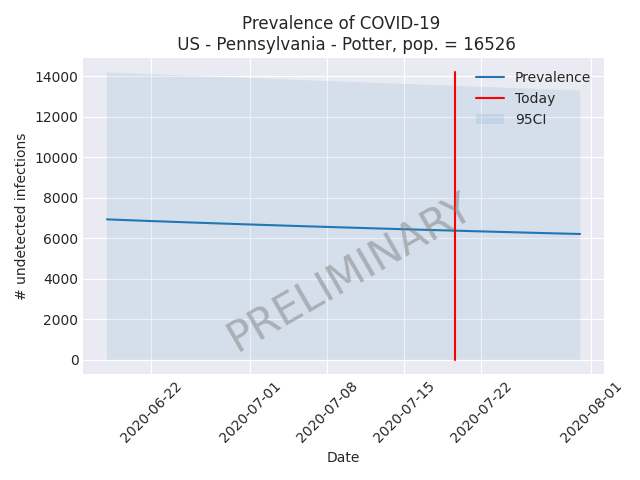 Prevalence of COVID-19
US - Pennsylvania - Potter, pop. = 16526
14000
12000
10000
8000
6000
4000
2000
0
# undetected infections
Prevalence
Today
95CI
PRELIMINARY
2020-06-22
2020-07-01
2020-07-08
2020-07-15
2020-07-22
2020-08-01
Date